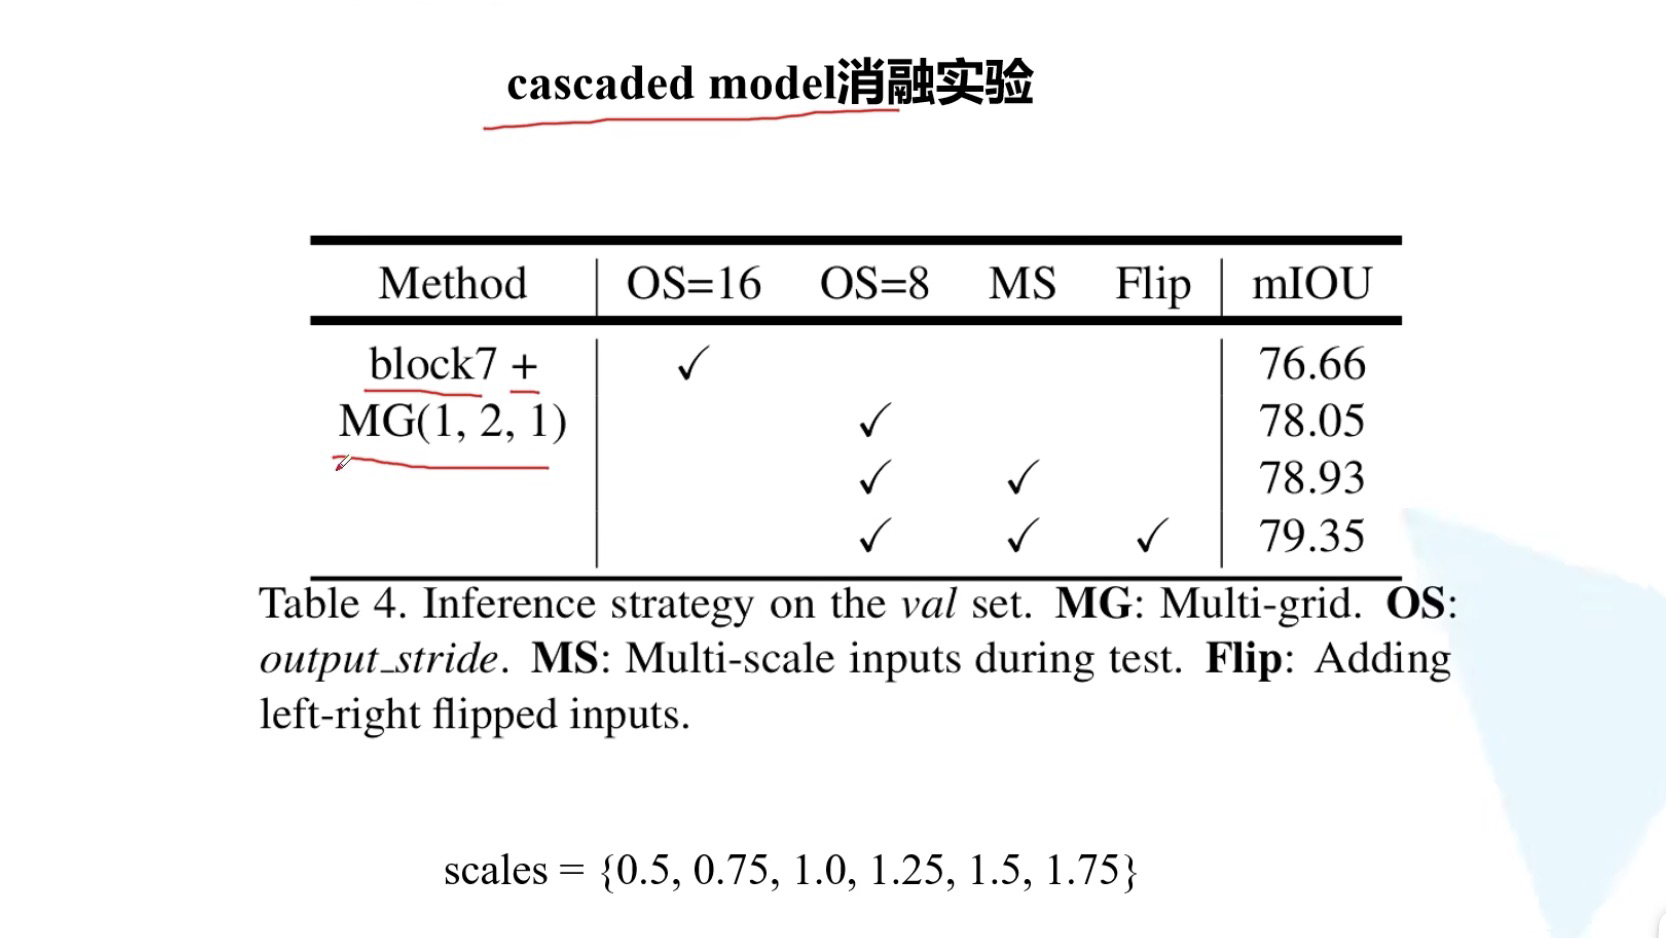 cascaded model消融实验
Method OS=16 OS=8 MS Flip mIOU
block7 + ✓ 76.66
MG(1, 2, 1) ✓ 78.05
✓ ✓ 78.93
✓ ✓ ✓ 79.35
Table 4. Inference strategy on the val set. MG: Multi-grid. OS:
output_stride. MS: Multi-scale inputs during test. Flip: Adding
left-right flipped inputs.
scales = {0.5, 0.75, 1.0, 1.25, 1.5, 1.75}